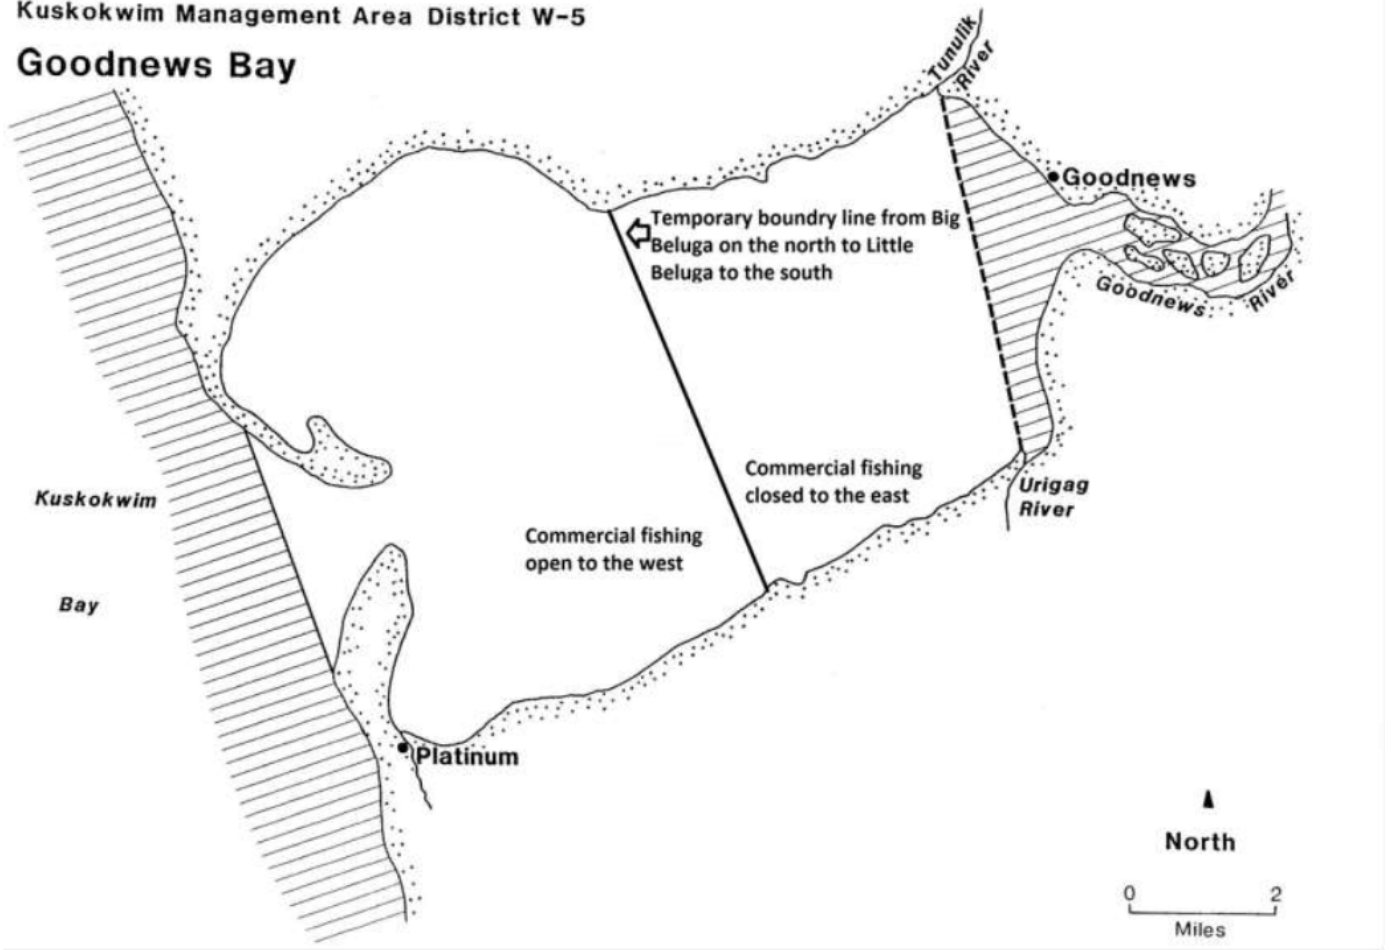 Kuskokwim Management Area District W-5
Goodnews Bay
Tunulik
River
Goodnews
Temporary boundry line from Big
Beluga on the north to Little
Beluga to the south
Goodnews River
Commercial fishing
closed to the east
Urigag
River
Kuskokwim
Bay
Commercial fishing
open to the west
Platinum
North
0 2
Miles